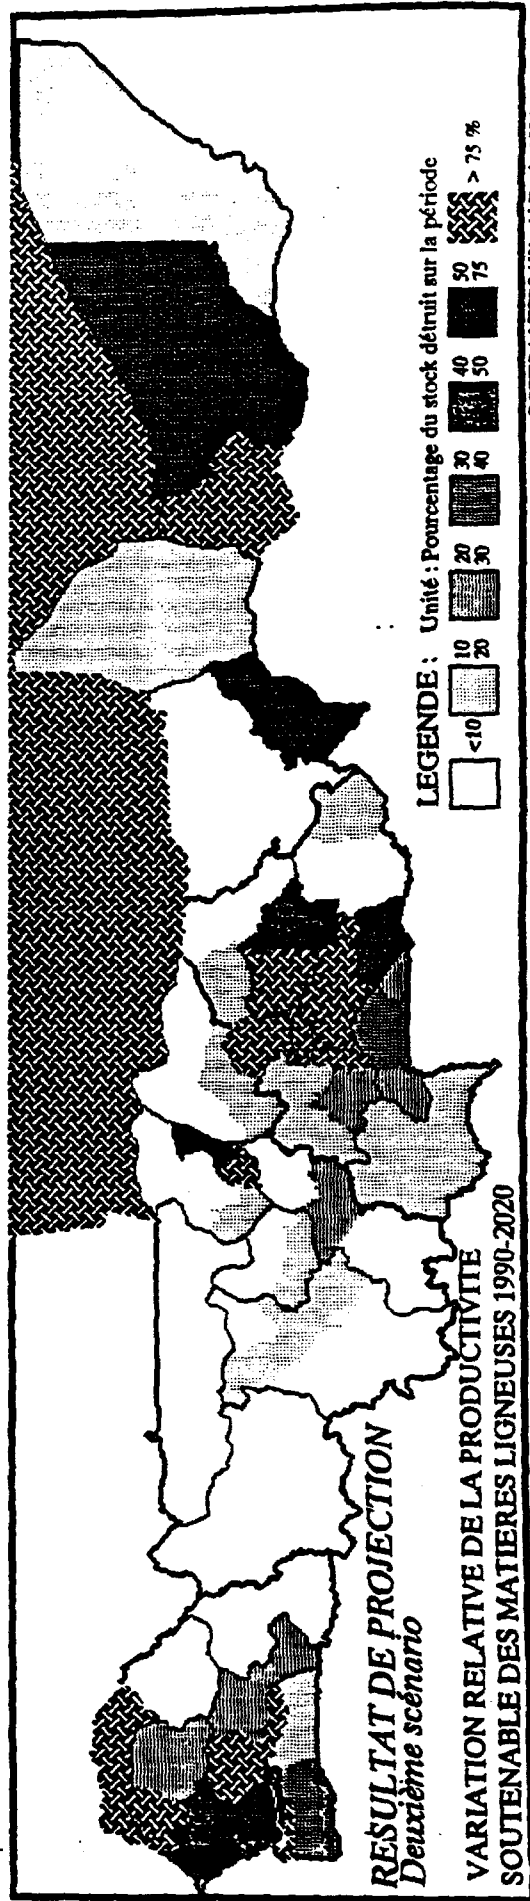 RESULTAT DE PROJECTION
Deuxième scénario
VARIATION RELATIVE DE LA PRODUCTIVITE
SOUTENABLE DES MATIERES LIGNEUSES 1990-2020
LEGENDE : Unité : Pourcentage du stock détruit sur la période
<10
10 20
20 30
30 40
40 50
50 75
> 75 %